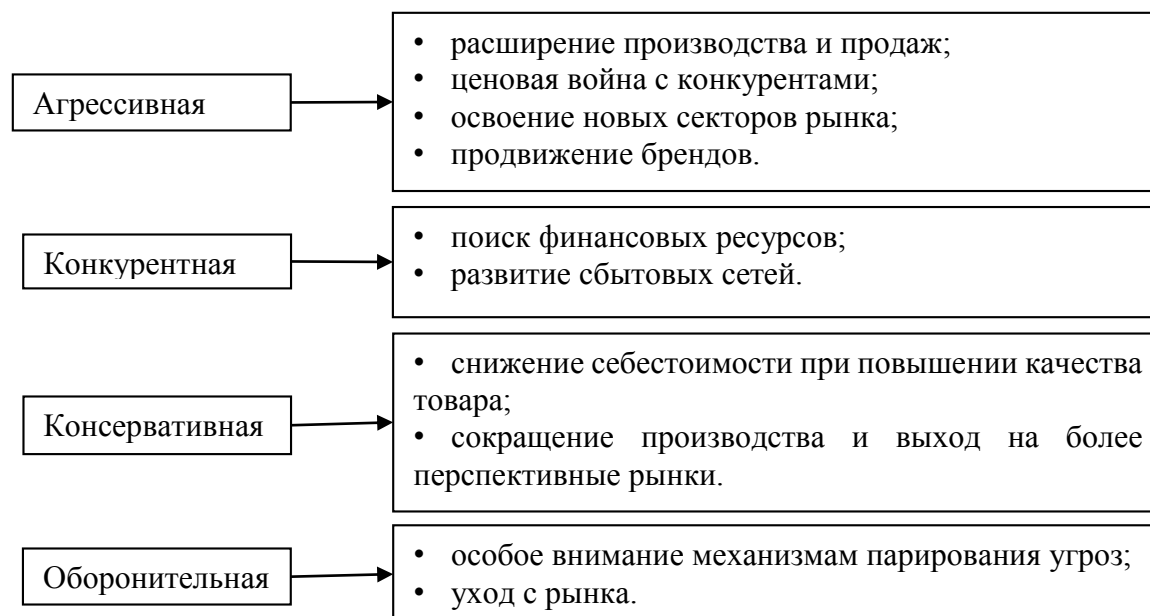 Агрессивная
• расширение производства и продаж;
• ценовая война с конкурентами;
• освоение новых секторов рынка;
• продвижение брендов.
Конкурентная
• поиск финансовых ресурсов;
• развитие сбытовых сетей.
Консервативная
• снижение себестоимости при повышении качества
товара;
• сокращение производства и выход на более
перспективные рынки.
Оборонительная
• особое внимание механизмам парирования угроз;
• уход с рынка.